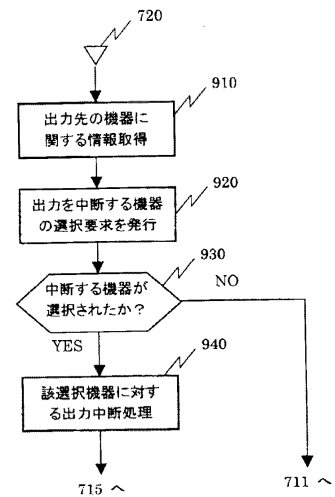 720
910
出力先の機器に
関する情報取得
920
出力を中断する機器
の選択要求を発行
930
中断する機器が
選択されたか？
NO
YES
940
該選択機器に対す
る出力中断処理
715 へ
711 へ